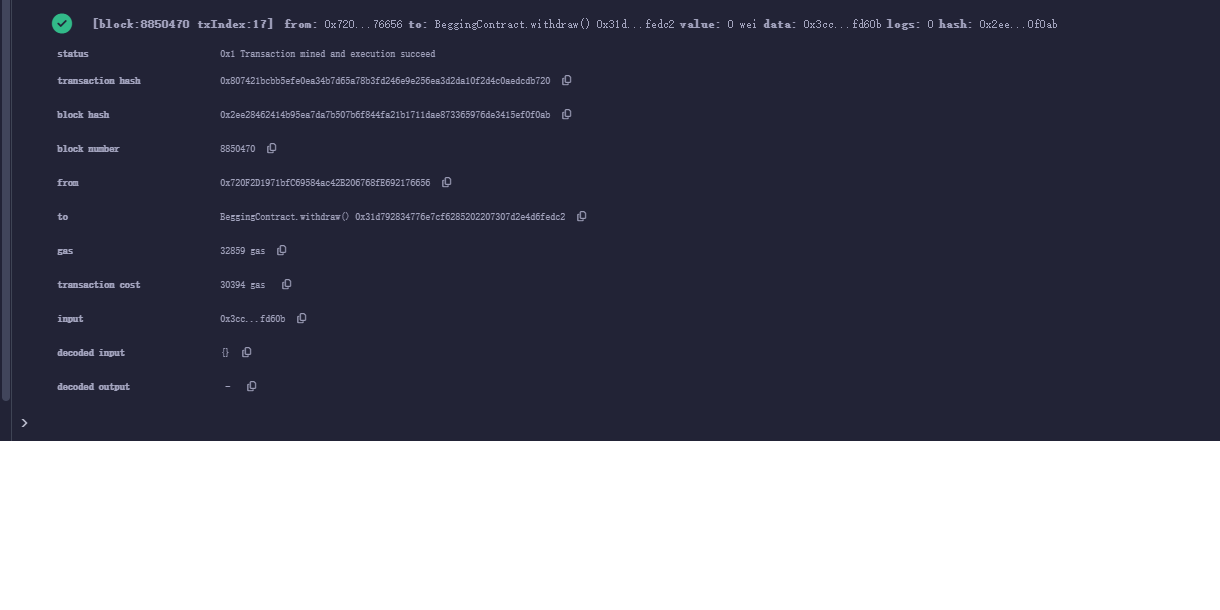 [block:8850470 txIndex:17] from: 0x720...76656 to: BeggingContract.withdraw() 0x31d...fedc2 value: 0 wei data: 0x3cc...fd60b logs: 0 hash: 0x2ee...0f0ab
status 0x1 Transaction mined and execution succeed
transaction hash 0x807421bcbb5efe0ea34b7d65a78b3fd246e9e256ea3d2da10f2d4c0aedcdb720
block hash 0x2ee28462414b95ea7da7b507b6f844fa21b1711dae873365976de3415ef0f0ab
block number 8850470
from 0x720F2D1971bfC69584ac42B206768fE692176656
to BeggingContract.withdraw() 0x31d792834776e7cf6285202207307d2e4d6fedc2
gas 32859 gas
transaction cost 30394 gas
input 0x3cc...fd60b
decoded input {}
decoded output -
>